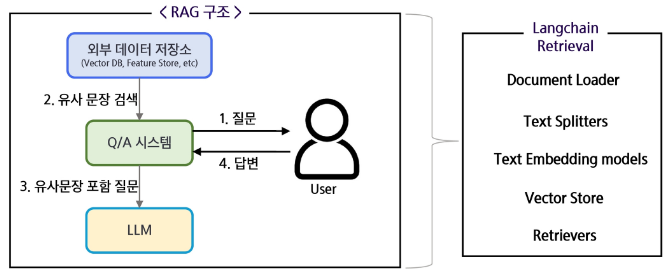 < RAG 구조 >
외부 데이터 저장소
(Vector DB, Feature Store, etc)
2. 유사 문장 검색
1. 질문
Q/A 시스템
4. 답변
3. 유사문장 포함 질문
User
LLM
Langchain
Retrieval
Document Loader
Text Splitters
Text Embedding models
Vector Store
Retrievers